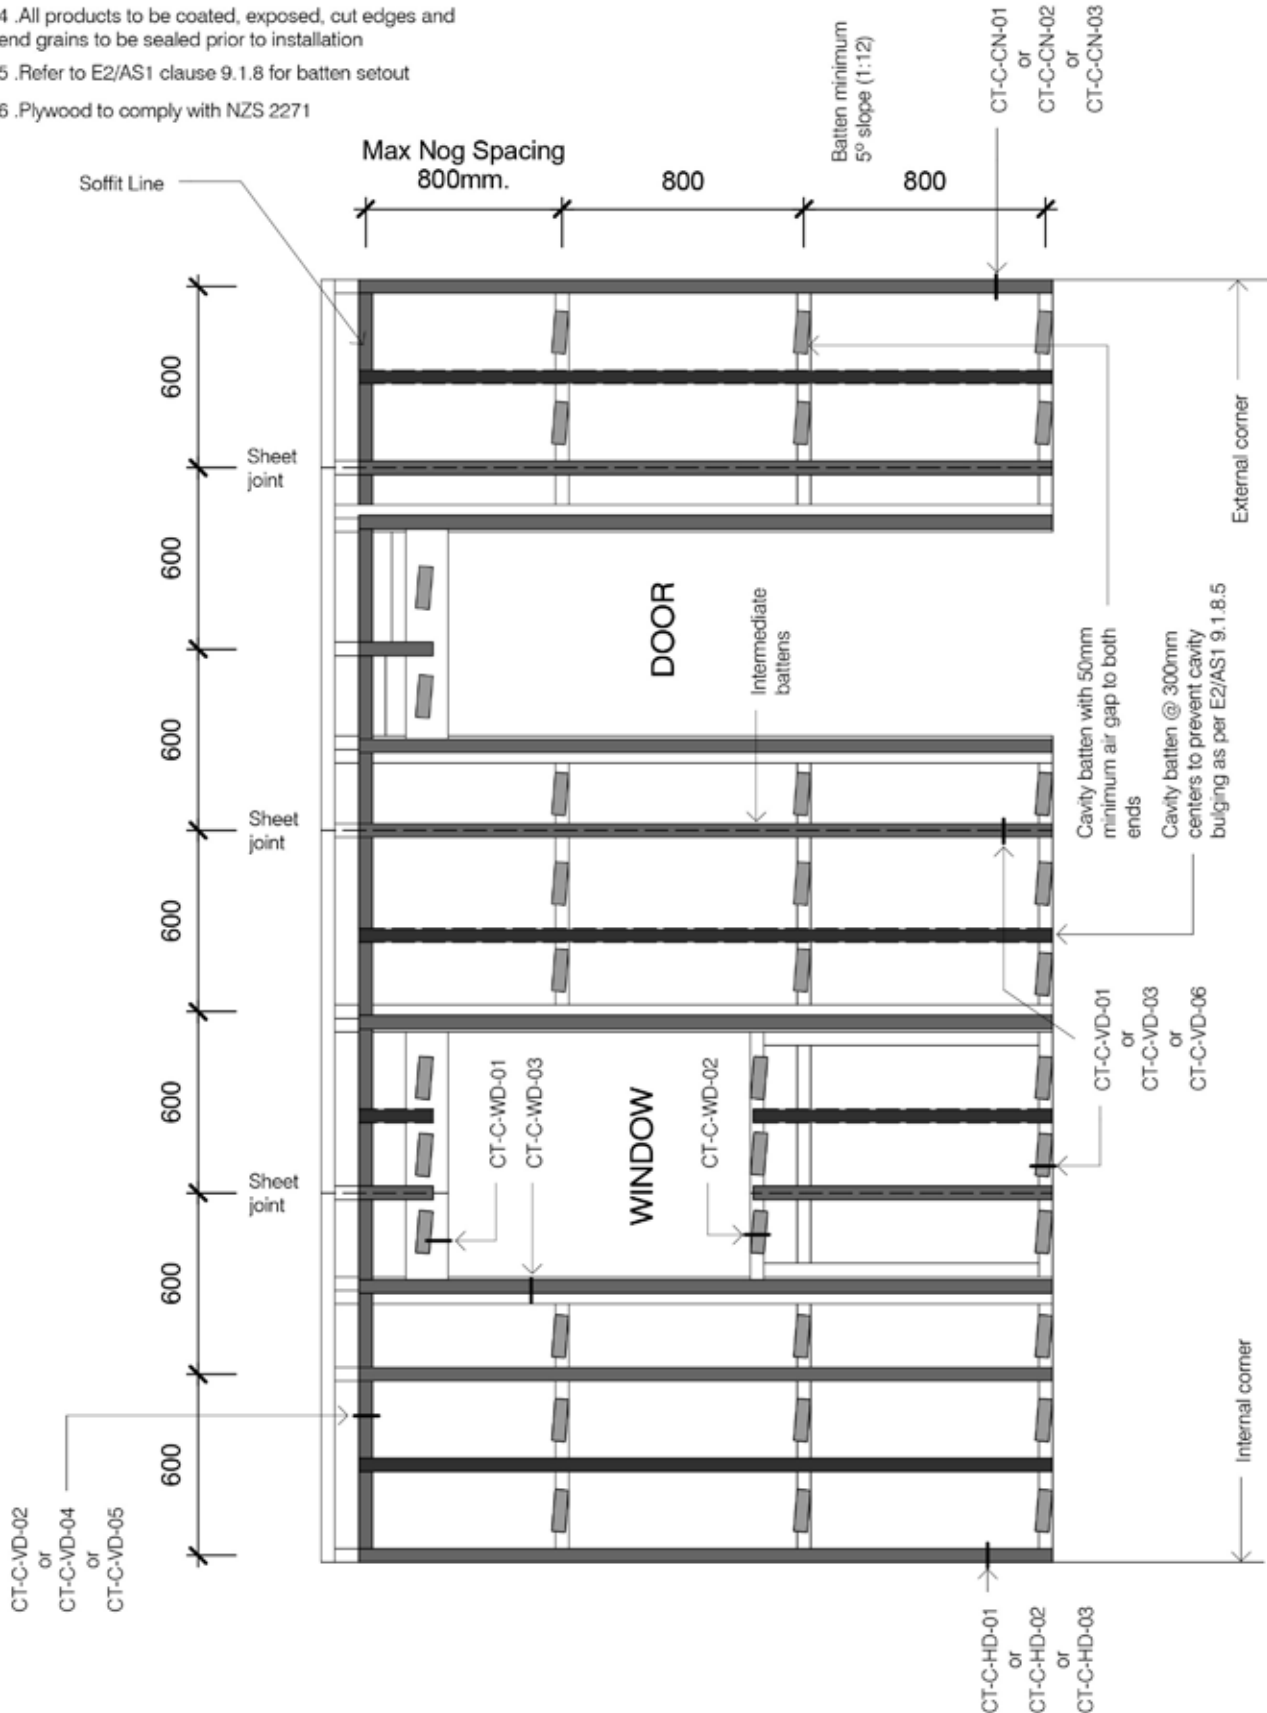 4 .All products to be coated, exposed, cut edges and
end grains to be sealed prior to installation
5 .Refer to E2/AS1 clause 9.1.8 for batten setout
6 .Plywood to comply with NZS 2271
Max Nog Spacing
800mm.
800
800
Soffit Line
Batten minimum
5º slope (1:12)
CT-C-CN-01
or
CT-C-CN-02
or
CT-C-CN-03
600
600
600
600
600
600
600
Sheet
joint
Sheet
joint
Sheet
joint
DOOR
Intermediate
battens
External corner
Cavity batten with 50mm
minimum air gap to both
ends
Cavity batten @ 300mm
centers to prevent cavity
bulging as per E2/AS1 9.1.8.5
WINDOW
CT-C-WD-01
CT-C-WD-03
CT-C-WD-02
CT-C-VD-01
or
CT-C-VD-03
or
CT-C-VD-06
Internal corner
CT-C-VD-02
or
CT-C-VD-04
or
CT-C-VD-05
CT-C-HD-01
or
CT-C-HD-02
or
CT-C-HD-03